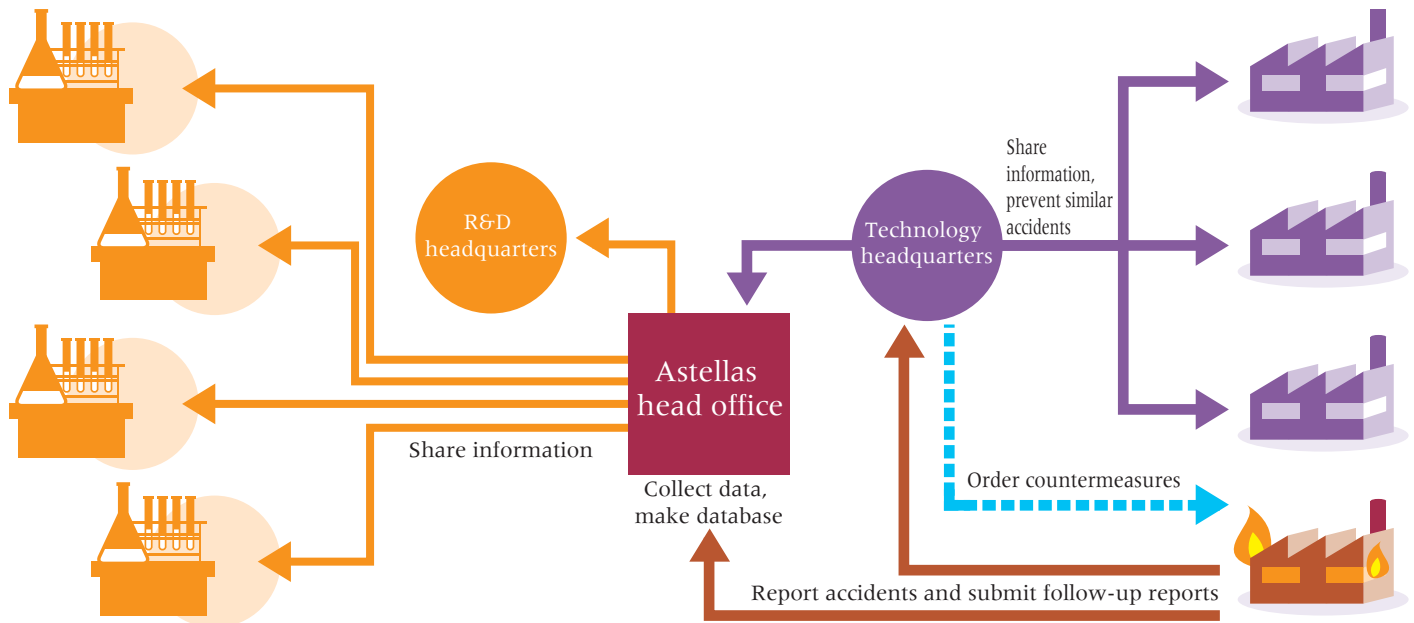 R&D
headquarters
Technology
headquarters
Share
information,
prevent similar
accidents
Astellas
head office
Share information
Collect data,
make database
Order countermeasures
Report accidents and submit follow-up reports